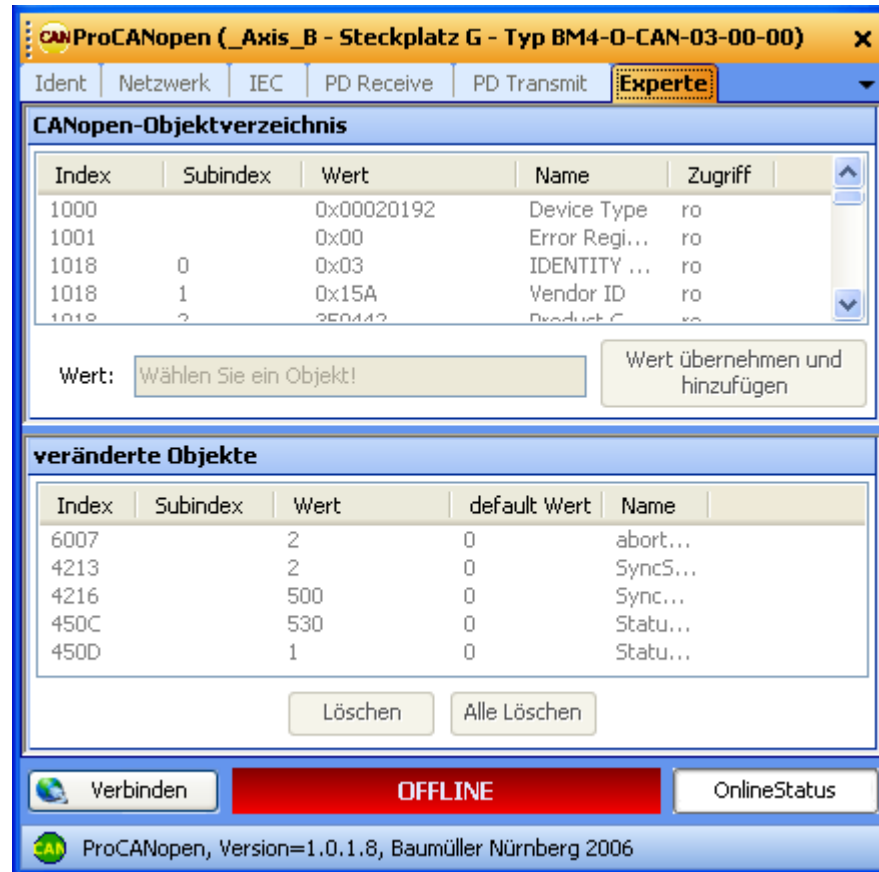 CAN ProCANopen (_Axis_B - Steckplatz G - Typ BM4-O-CAN-03-00-00)
Ident Netzwerk IEC PD Receive PD Transmit Experte
CANopen-Objektverzeichnis
Index Subindex Wert Name Zugriff
1000 0x00020192 Device Type ro
1001 0x00 Error Regi... ro
1018 0 0x03 IDENTITY ... ro
1018 1 0x15A Vendor ID ro
1018 2
Wert: Wählen Sie ein Objekt! Wert übernehmen und
hinzufügen
veränderte Objekte
Index Subindex Wert default Wert Name
6007 2 0 abort...
4213 2 0 SyncS...
4216 500 0 Sync...
450C 530 0 Statu...
450D 1 0 Statu...
Löschen Alle Löschen
Verbinden OFFLINE OnlineStatus
CAN ProCANopen, Version=1.0.1.8, Baumüller Nürnberg 2006